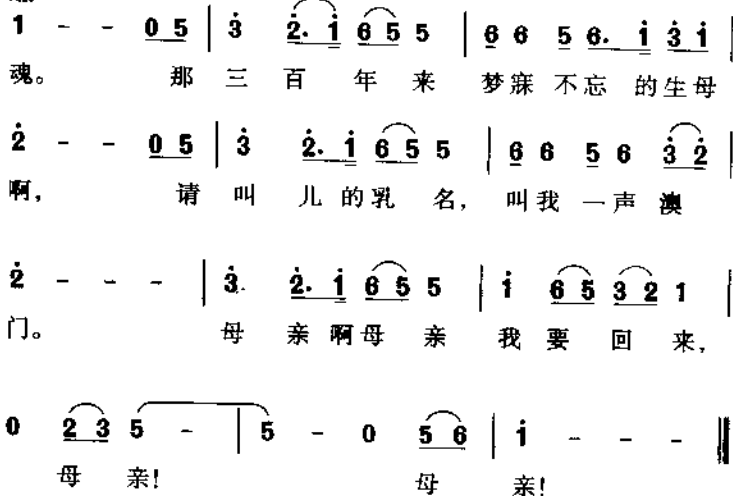 1 - - 0 5 | 3 2. 1 6 5 5 | 6 6 5 6. 1 3 1 |
魂。 那 三 百 年 来 梦寐 不忘 的生母
2 - - 0 5 | 3 2. 1 6 5 5 | 6 6 5 6 3 2 |
啊, 请 叫 儿 的乳 名, 叫我 一声 澳
2 - - - | 3. 2. 1 6 5 5 | 1 6 5 3 2 1 |
门。 母 亲 啊母 亲 我 要 回 来,
0 2 3 5 - | 5 - 0 5 6 | 1 - - - ‖
母 亲! 母 亲!